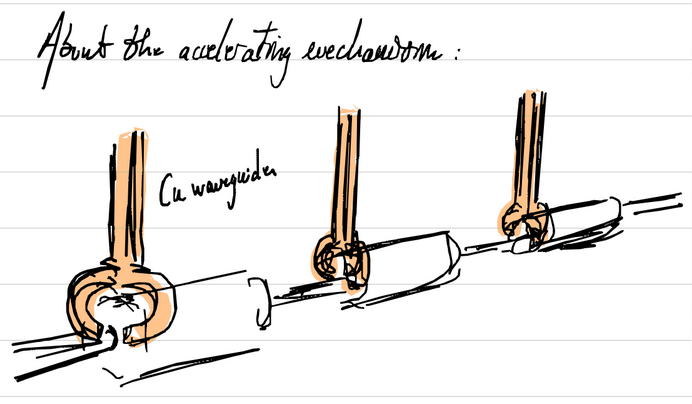 About the accelerating mechanism :
Cu waveguides